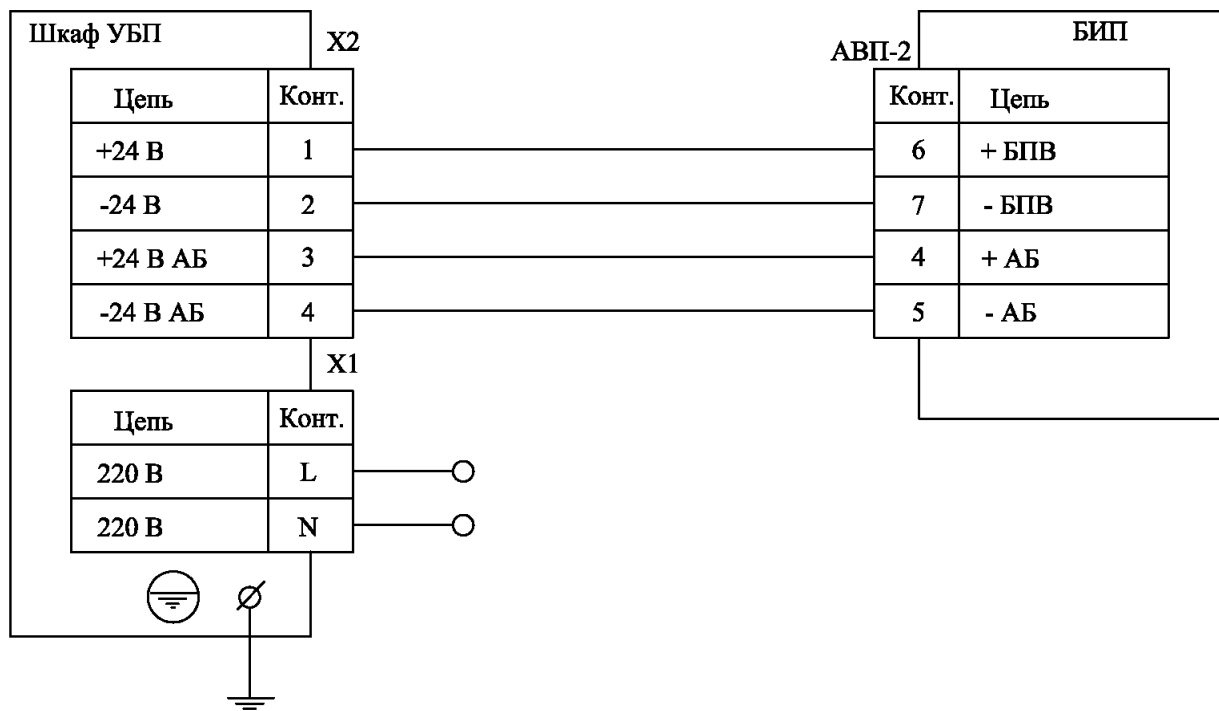 Шкаф УБП
X2
Цепь Конт.
+24 В 1
-24 В 2
+24 В АБ 3
-24 В АБ 4
X1
Цепь Конт.
220 В L
220 В N
БИП
АВП-2
Конт. Цепь
6 + БПВ
7 - БПВ
4 + АБ
5 - АБ